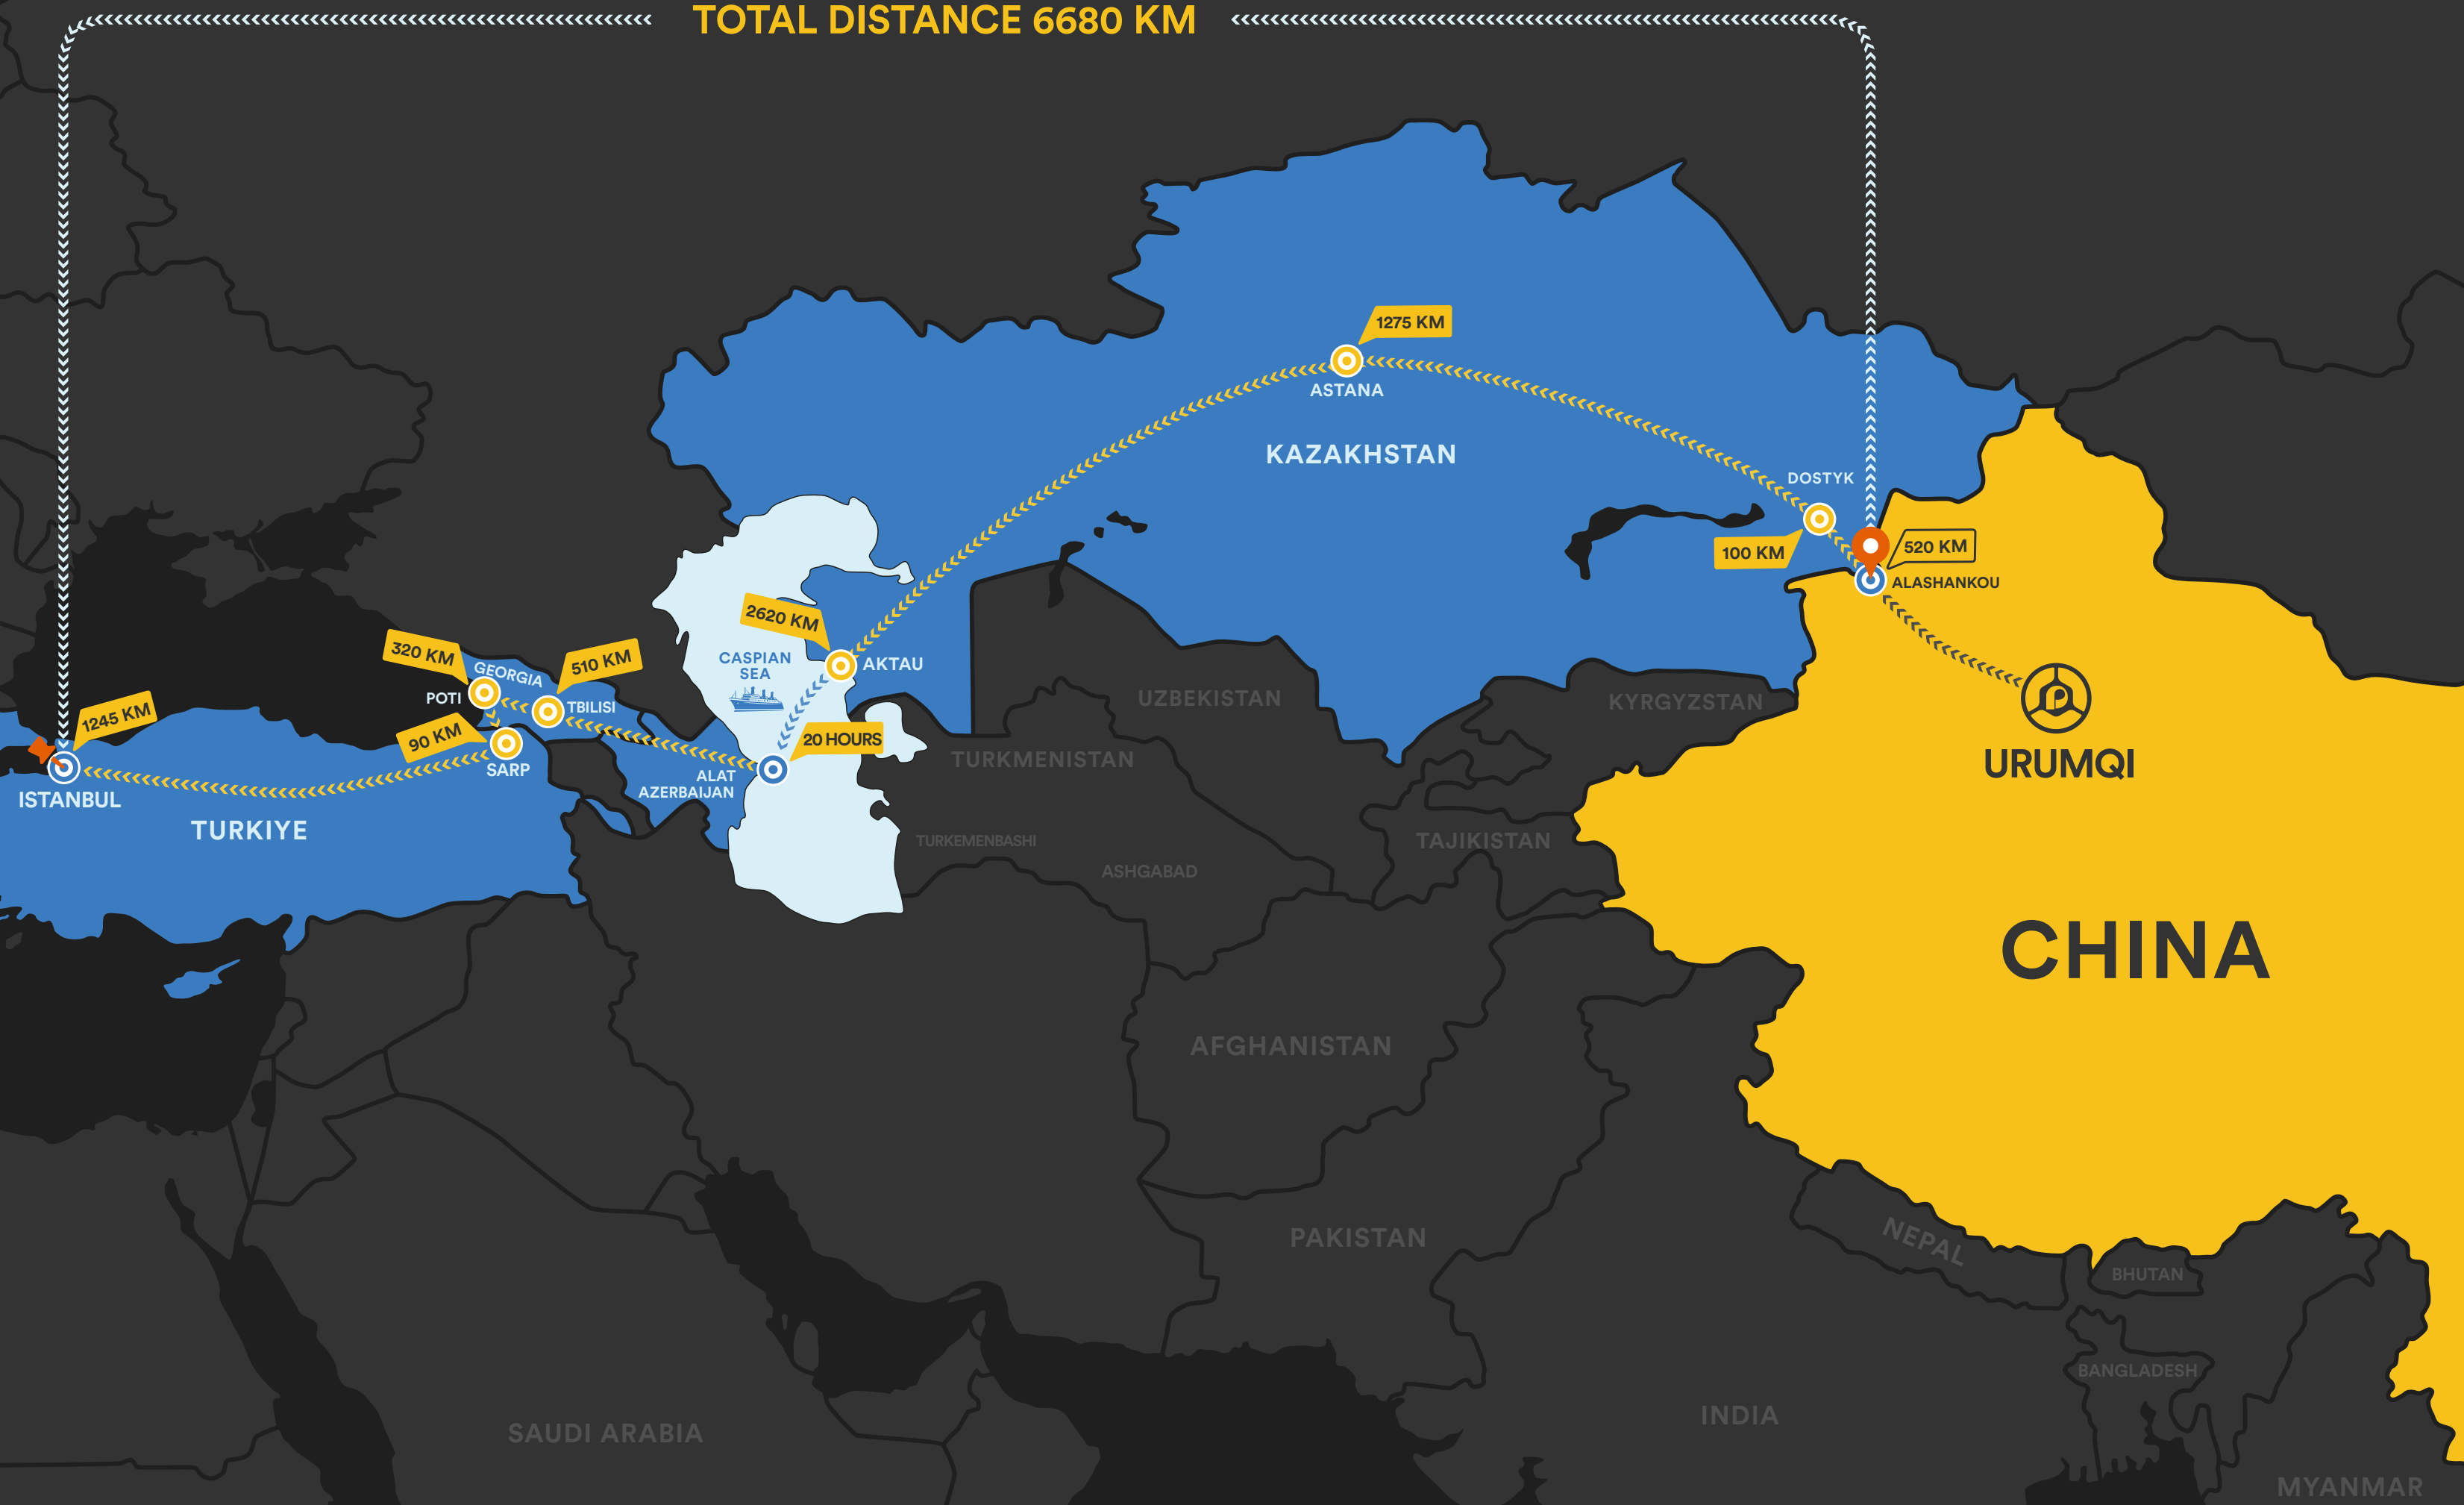 TOTAL DISTANCE 6680 KM
1275 KM
ASTANA
KAZAKHSTAN
DOSTYK
100 KM
520 KM
ALASHANKOU
2620 KM
AKTAU
CASPIAN
SEA
320 KM
GEORGIA
510 KM
POTI
TBILISI
1245 KM
90 KM
SARP
20 HOURS
ALAT
AZERBAIJAN
ISTANBUL
TURKIYE
UZBEKISTAN
KYRGYZSTAN
TURKMENISTAN
URUMQI
TURKEMENBASHI
TAJIKISTAN
ASHGABAD
CHINA
AFGHANISTAN
PAKISTAN
NEPAL
BHUTAN
BANGLADESH
SAUDI ARABIA
INDIA
MYANMAR